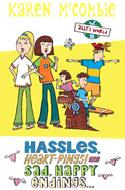 KAREN McCOMBIE
ALLY'S WORLD
HASSLES,
HEART-PINGS! AND
SAD, HAPPY
ENDINGS...